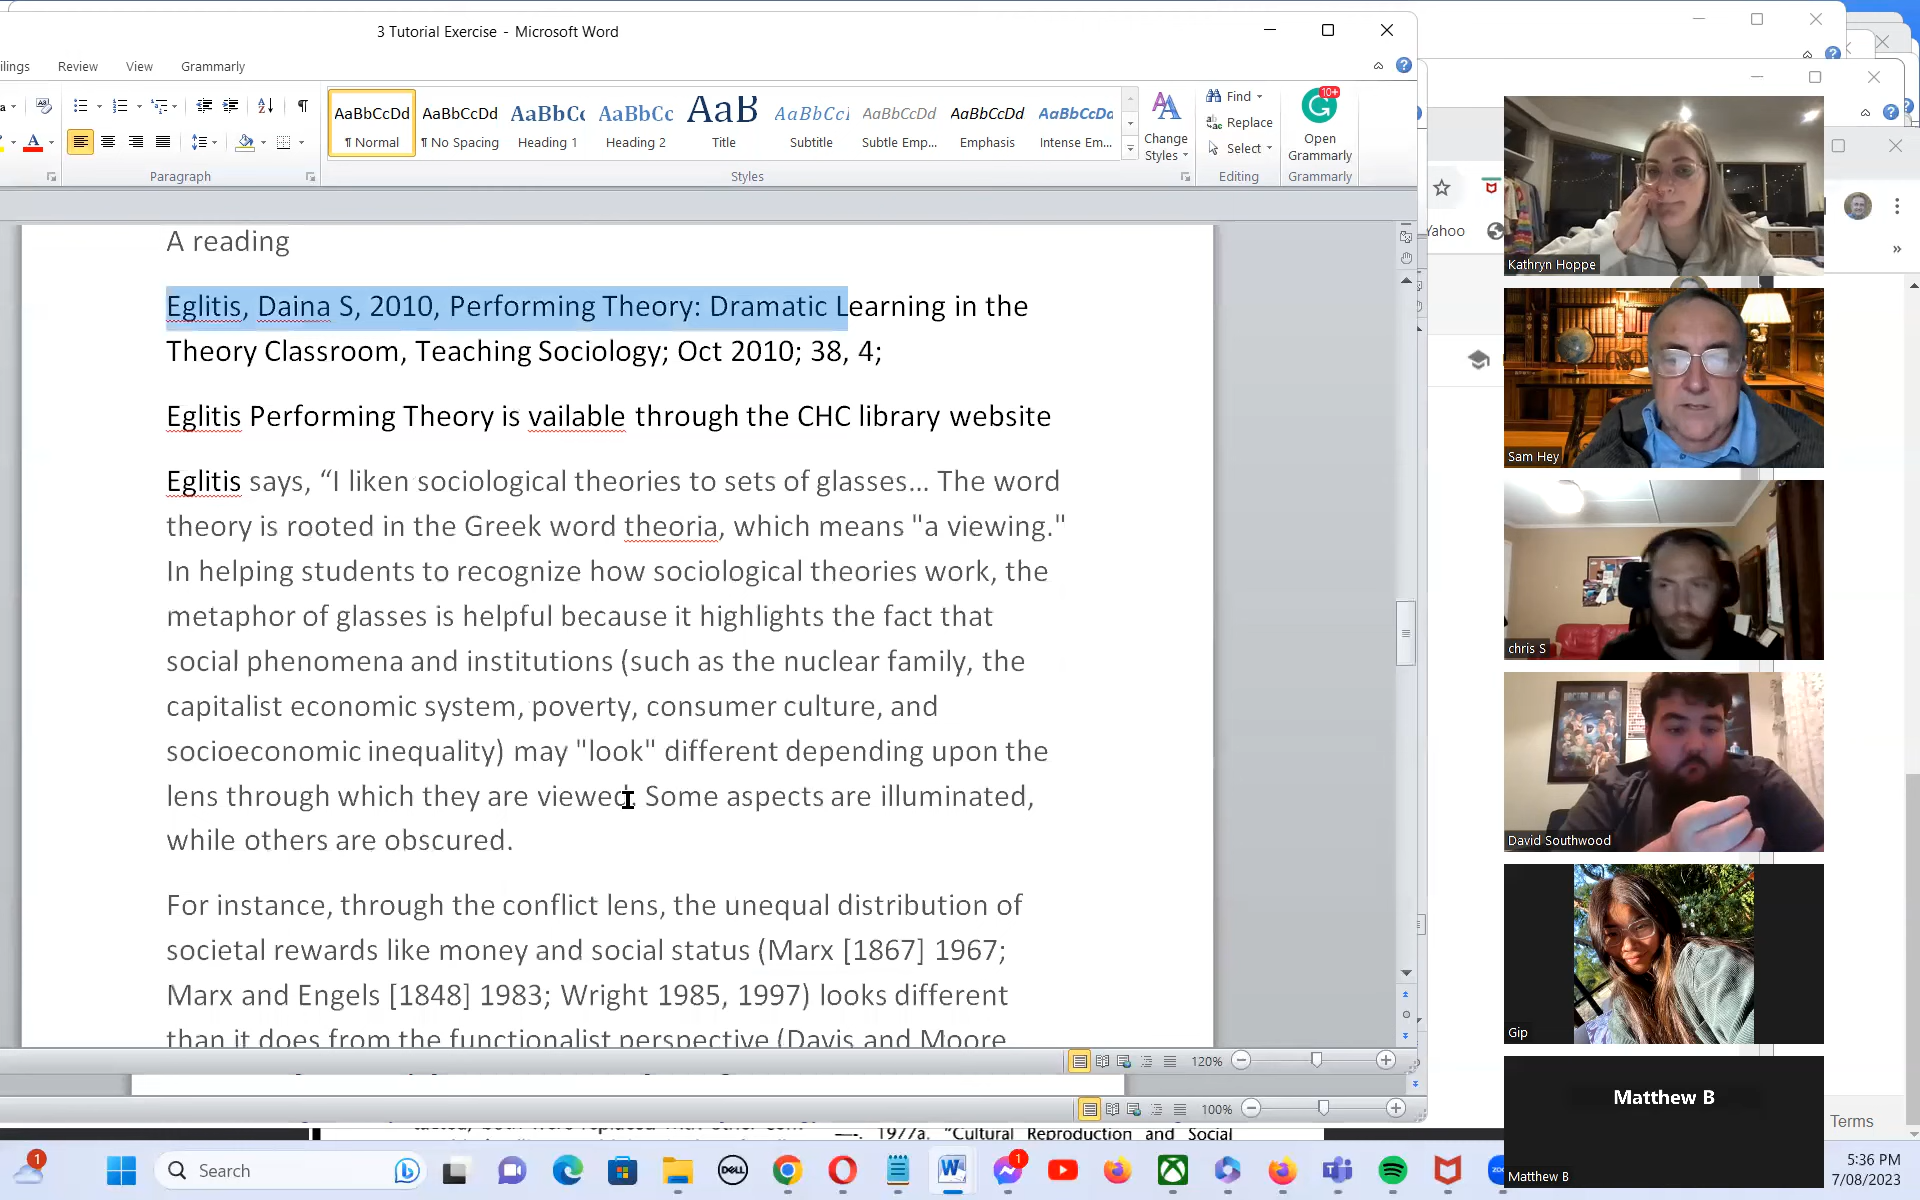 3 Tutorial Exercise - Microsoft Word
ilings Review View Grammarly
AaBbCcDd AaBbCcDd AaBbCc AaBbCc AaB AaBbCcl AaBbCcDd AaBbCcDd AaBbCcDc
¶ Normal ¶ No Spacing Heading 1 Heading 2 Title Subtitle Subtle Emp... Emphasis Intense Em...
Change Styles
Find
Replace
Select
10+
Open Grammarly
Paragraph Styles Editing Grammarly
A reading
Eglitis, Daina S, 2010, Performing Theory: Dramatic Learning in the
Theory Classroom, Teaching Sociology; Oct 2010; 38, 4;
Eglitis Performing Theory is vailable through the CHC library website
Eglitis says, “I liken sociological theories to sets of glasses... The word
theory is rooted in the Greek word theoria, which means "a viewing."
In helping students to recognize how sociological theories work, the
metaphor of glasses is helpful because it highlights the fact that
social phenomena and institutions (such as the nuclear family, the
capitalist economic system, poverty, consumer culture, and
socioeconomic inequality) may "look" different depending upon the
lens through which they are viewed. Some aspects are illuminated,
while others are obscured.
For instance, through the conflict lens, the unequal distribution of
societal rewards like money and social status (Marx [1867] 1967;
Marx and Engels [1848] 1983; Wright 1985, 1997) looks different
than it does from the functionalist perspective (Davis and Moore
120%
100%
1977a. "Cultural Reproduction and Social
Yahoo
Kathryn Hoppe
Sam Hey
chris S
DOCTOR WHO
David Southwood
Gip
Matthew B
Matthew B
Terms
1
Search
DELL
1
zoom
5:36 PM
7/08/2023